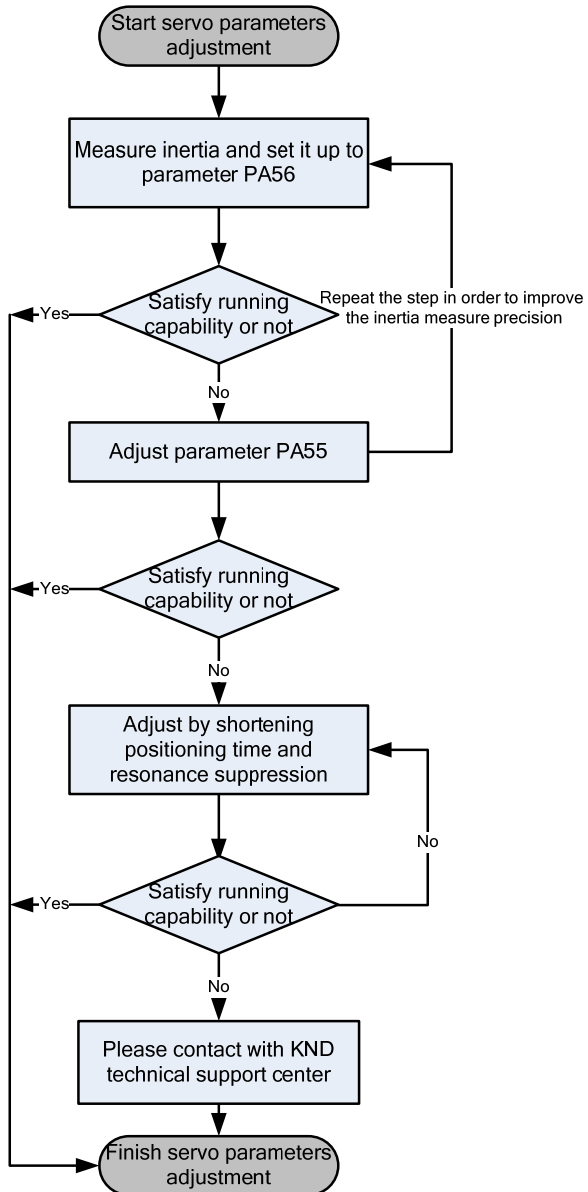 Start servo parameters
adjustment
Measure inertia and set it up to
parameter PA56
Satisfy running
capability or not
Yes
Repeat the step in order to improve
the inertia measure precision
No
Adjust parameter PA55
Satisfy running
capability or not
Yes
No
Adjust by shortening
positioning time and
resonance suppression
No
Satisfy running
capability or not
Yes
No
Please contact with KND
technical support center
Finish servo parameters
adjustment